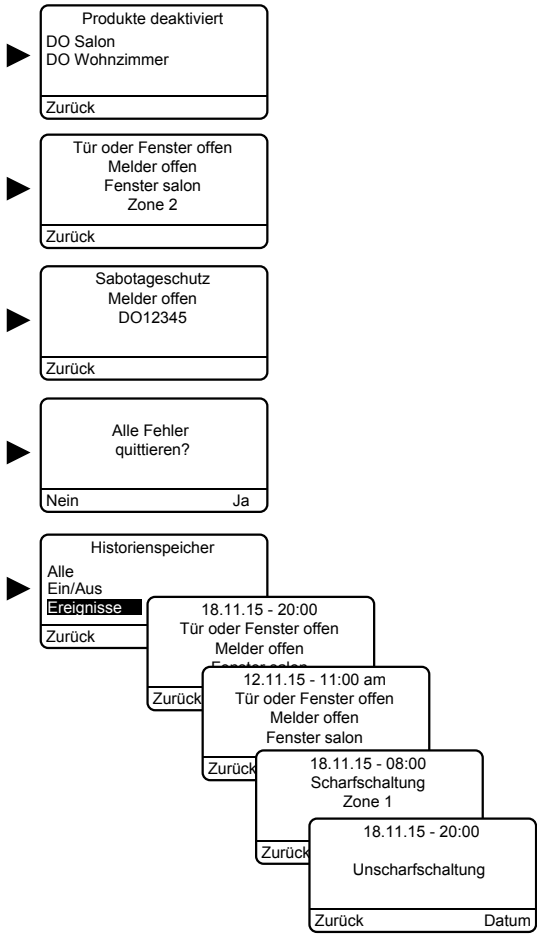 Produkte deaktiviert
DO Salon
DO Wohnzimmer
Zurück
Tür oder Fenster offen
Melder offen
Fenster salon
Zone 2
Zurück
Sabotageschutz
Melder offen
DO12345
Zurück
Alle Fehler
quittieren?
Nein Ja
Historienspeicher
Alle
Ein/Aus
Ereignisse
Zurück
18.11.15 - 20:00
Tür oder Fenster offen
Melder offen
Fenster salon
Zurück
12.11.15 - 11:00 am
Tür oder Fenster offen
Melder offen
Fenster salon
Zurück
18.11.15 - 08:00
Scharfschaltung
Zone 1
Zurück
18.11.15 - 20:00
Unscharfschaltung
Zurück Datum